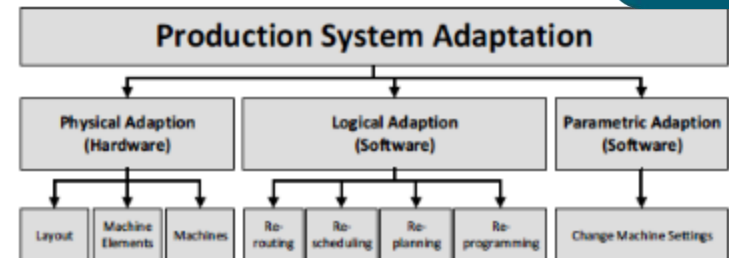 Production System Adaptation
Physical Adaption
(Hardware)
Logical Adaption
(Software)
Parametric Adaption
(Software)
Layout
Machine
Elements
Machines
Re-
routing
Re-
scheduling
Re-
planning
Re-
programming
Change Machine Settings